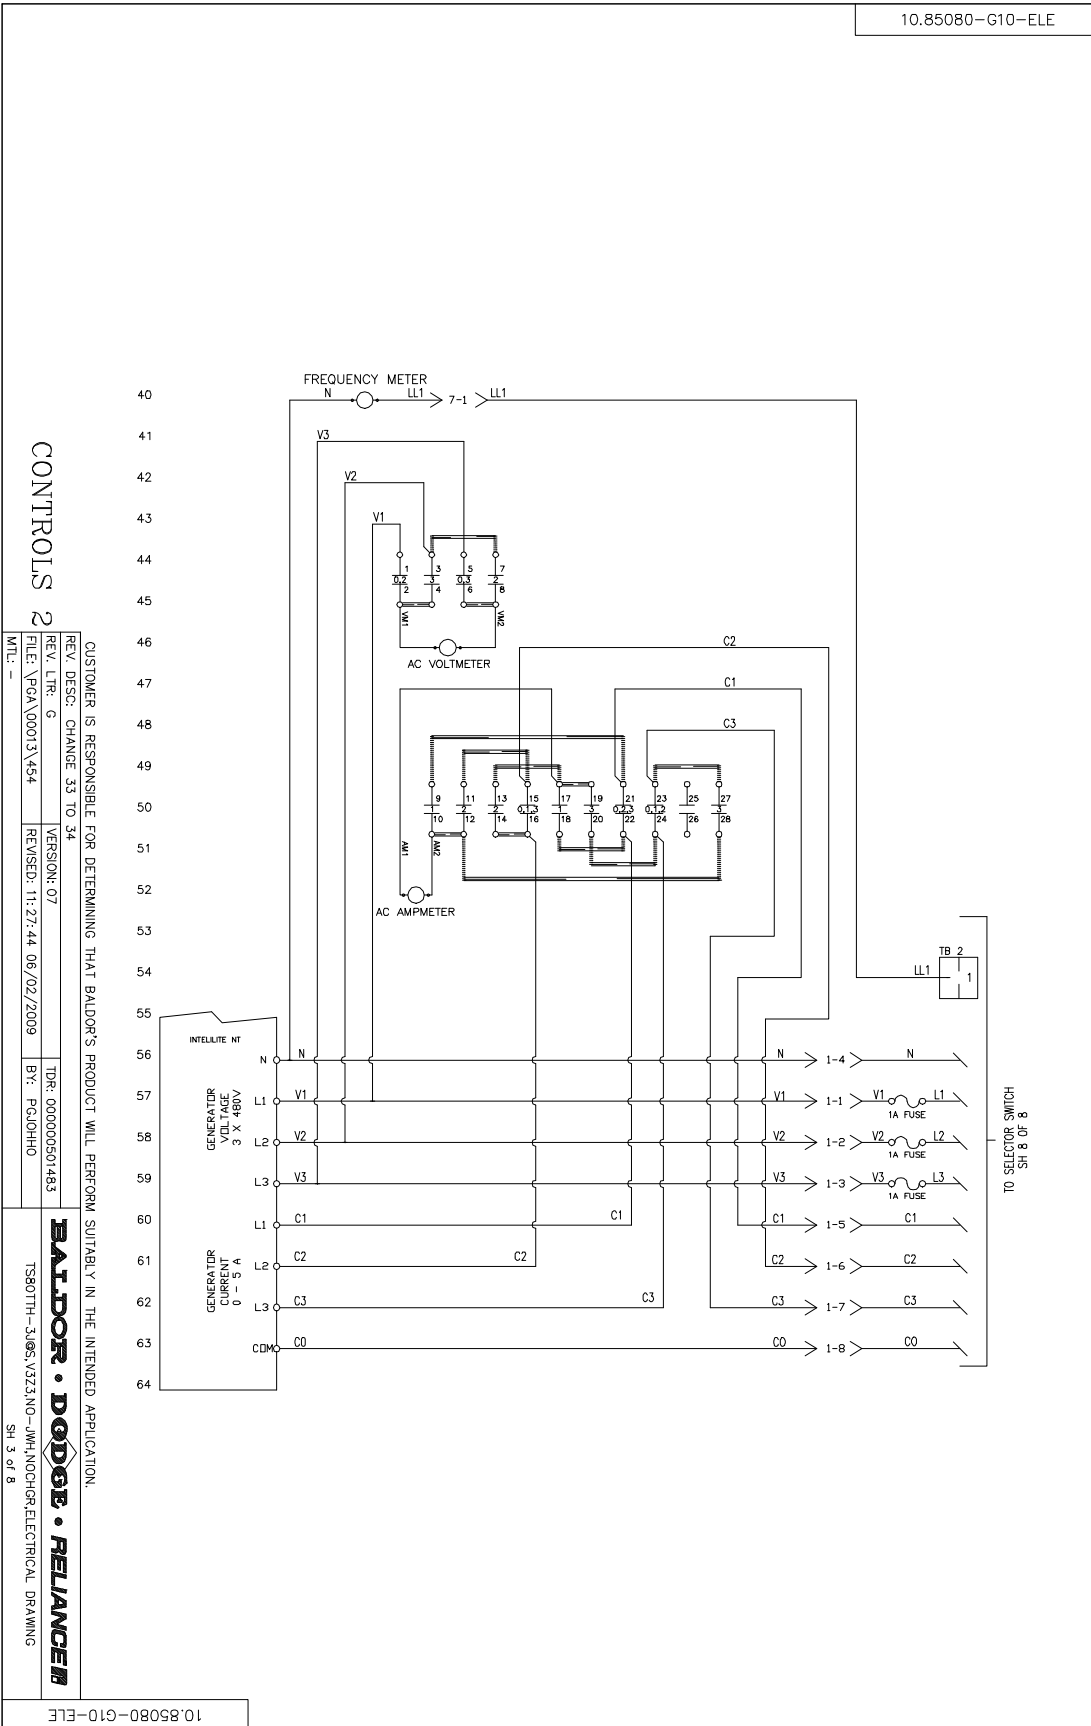 10.85080-G10-ELE
FREQUENCY METER
40 N LL1 7-1 LL1
41 V3
42 V2
43 V1
44
1 3 5 7
0,2 3 0,3 2
2 4 6 8
45
VM1 VM2
46 C2
AC VOLTMETER
47 C1
48 C3
49
9 11 13 15 17 19 21 23 25 27
50
1 2 2 0,1,3 1 3 0,2,3 0,1,2 3
10 12 14 16 18 20 22 24 26 28
51
AM1 AM2
52
AC AMPMETER
53
TB 2
54 LL1 1
55
INTELILITE NT
56 N N N 1-4 N
57 L1 V1 V1 1-1 V1 L1
1A FUSE
58 L2 V2 V2 1-2 V2 L2
1A FUSE
59 L3 V3 V3 1-3 V3 L3
1A FUSE
60 L1 C1 C1 C1 1-5 C1
61 L2 C2 C2 C2 1-6 C2
62 L3 C3 C3 C3 1-7 C3
63 COM C0 C0 1-8 C0
64
GENERATOR
VOLTAGE
3 X 480V
GENERATOR
CURRENT
0 - 5 A
TO SELECTOR SWITCH
SH 8 OF 8
CONTROLS 2
CUSTOMER IS RESPONSIBLE FOR DETERMINING THAT BALDOR'S PRODUCT WILL PERFORM SUITABLY IN THE INTENDED APPLICATION.
REV. DESC: CHANGE 33 TO 34
REV. LTR: G VERSION: 07 TDR: 000000501483
FILE: \PGA\00013\454 REVISED: 11:27:44 06/02/2009 BY: PGJOHHO
MTL: -
BALDOR • DODGE • RELIANCE
TS80TTH-3J@S,V3Z3,NO-JWH,NOCHGR,ELECTRICAL DRAWING
SH 3 of 8
10.85080-G10-ELE